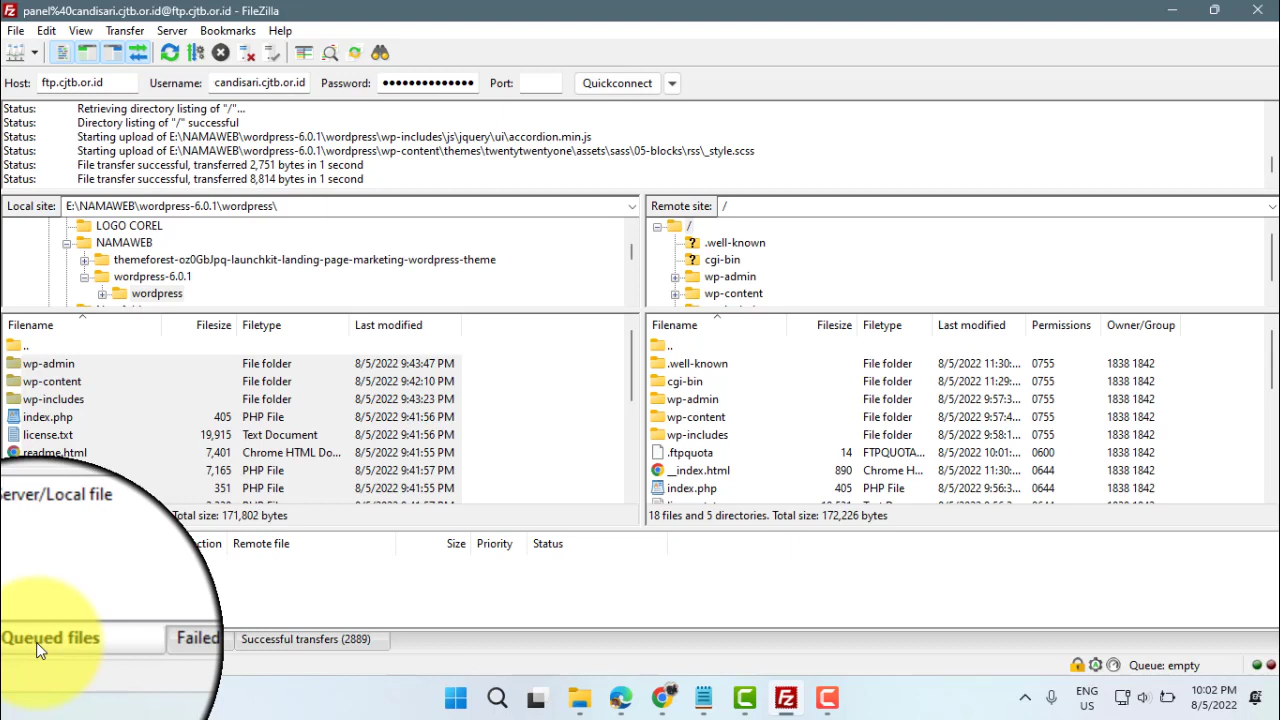 panel%40candisari.cjtb.or.id@ftp.cjtb.or.id - FileZilla
File Edit View Transfer Server Bookmarks Help
Host: ftp.cjtb.or.id Username: candisari.cjtb.or.id Password: ●●●●●●●●●●●●●● Port: Quickconnect
Status: Retrieving directory listing of "/"...
Status: Directory listing of "/" successful
Status: Starting upload of E:\NAMAWEB\wordpress-6.0.1\wordpress\wp-includes\js\jquery\ui\accordion.min.js
Status: Starting upload of E:\NAMAWEB\wordpress-6.0.1\wordpress\wp-content\themes\twentytwentyone\assets\sass\05-blocks\rss\_style.scss
Status: File transfer successful, transferred 2,751 bytes in 1 second
Status: File transfer successful, transferred 8,814 bytes in 1 second
Local site: E:\NAMAWEB\wordpress-6.0.1\wordpress\
LOGO COREL
NAMAWEB
themeforest-oz0GbJpq-launchkit-landing-page-marketing-wordpress-theme
wordpress-6.0.1
wordpress
Remote site: /
/
.well-known
cgi-bin
wp-admin
wp-content
Filename Filesize Filetype Last modified
..
wp-admin File folder 8/5/2022 9:43:47 PM
wp-content File folder 8/5/2022 9:42:10 PM
wp-includes File folder 8/5/2022 9:43:23 PM
index.php 405 PHP File 8/5/2022 9:41:56 PM
license.txt 19,915 Text Document 8/5/2022 9:41:56 PM
readme.html 7,401 Chrome HTML Do... 8/5/2022 9:41:55 PM
7,165 PHP File 8/5/2022 9:41:57 PM
351 PHP File 8/5/2022 9:41:55 PM
Total size: 171,802 bytes
Filename Filesize Filetype Last modified Permissions Owner/Group
..
.well-known File folder 8/5/2022 11:30:... 0755 1838 1842
cgi-bin File folder 8/5/2022 11:29:... 0755 1838 1842
wp-admin File folder 8/5/2022 9:57:3... 0755 1838 1842
wp-content File folder 8/5/2022 9:57:4... 0755 1838 1842
wp-includes File folder 8/5/2022 9:58:1... 0755 1838 1842
.ftpquota 14 FTPQUOTA... 8/5/2022 10:01:... 0600 1838 1842
__index.html 890 Chrome H... 8/5/2022 11:30:... 0644 1838 1842
index.php 405 PHP File 8/5/2022 9:56:3... 0644 1838 1842
18 files and 5 directories. Total size: 172,226 bytes
Server/Local file
ction Remote file Size Priority Status
Queued files Failed Successful transfers (2889)
Queue: empty
ENG
US
10:02 PM
8/5/2022